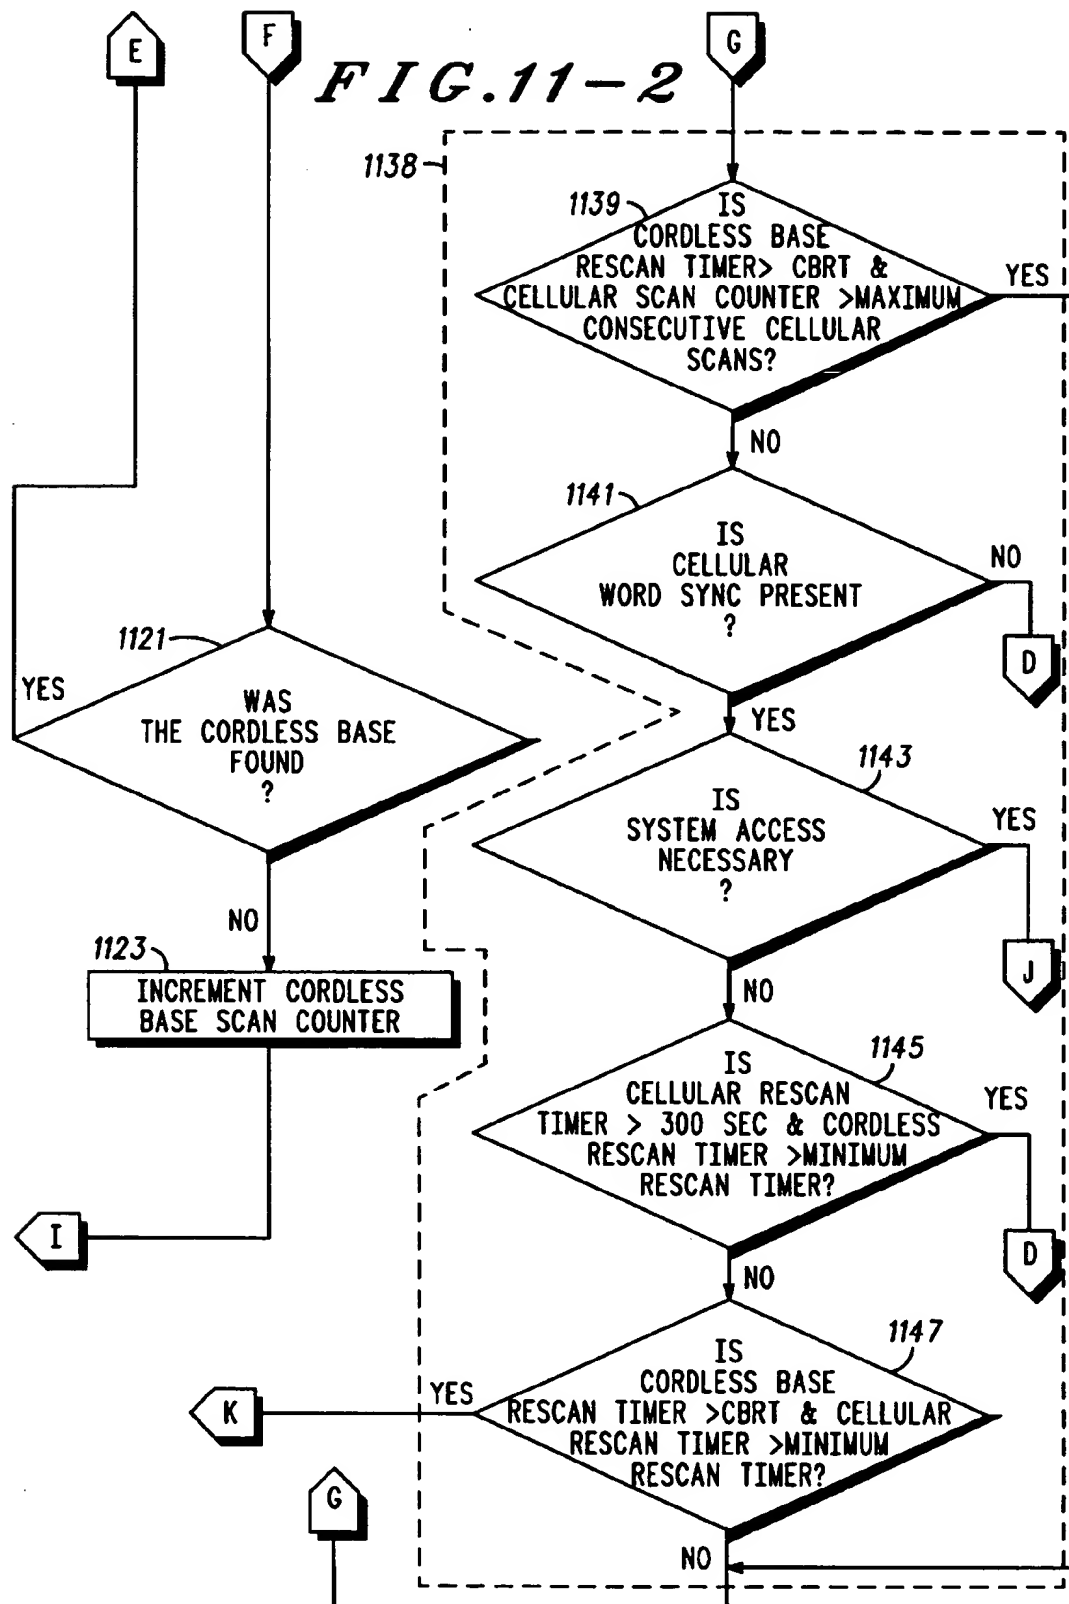 E
F
G
FIG.11-2
1138
1139
IS
CORDLESS BASE
RESCAN TIMER> CBRT &
CELLULAR SCAN COUNTER >MAXIMUM
CONSECUTIVE CELLULAR
SCANS?
YES
NO
1141
IS
CELLULAR
WORD SYNC PRESENT
?
NO
D
YES
1121
YES
WAS
THE CORDLESS BASE
FOUND
?
NO
1143
IS
SYSTEM ACCESS
NECESSARY
?
YES
J
NO
1123
INCREMENT CORDLESS
BASE SCAN COUNTER
I
1145
IS
CELLULAR RESCAN
TIMER > 300 SEC & CORDLESS
RESCAN TIMER >MINIMUM
RESCAN TIMER?
YES
D
NO
1147
IS
CORDLESS BASE
RESCAN TIMER >CBRT & CELLULAR
RESCAN TIMER >MINIMUM
RESCAN TIMER?
YES
K
G
NO